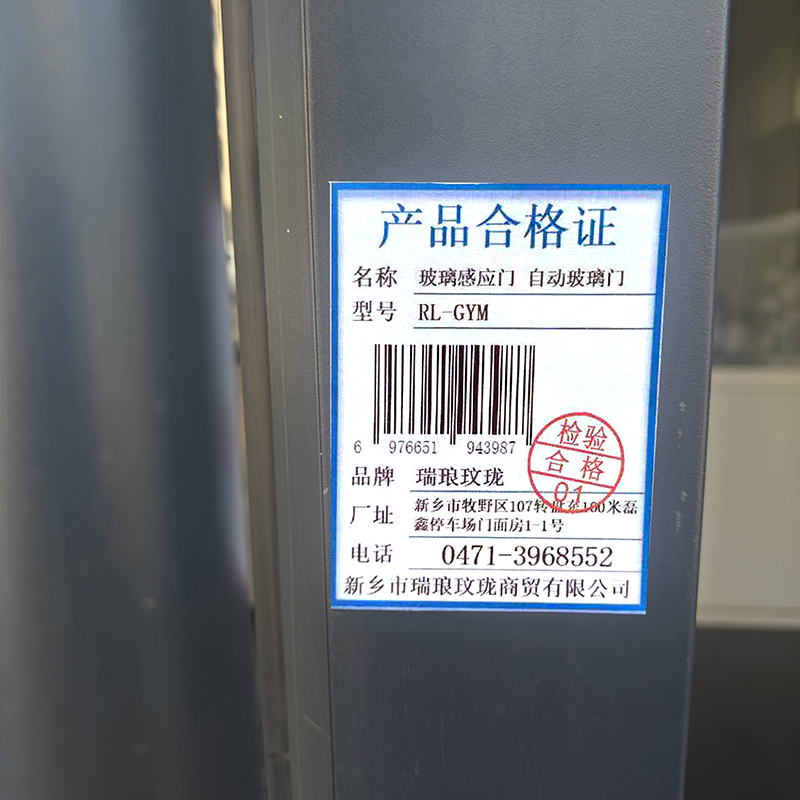 产品合格证
名称 玻璃感应门 自动玻璃门
型号 RL-GYM
6 976651 943987
检验
合格
01
品牌 瑞琅玟珑
厂址 新乡市牧野区107转盘东100米磊
鑫停车场门面房1-1号
电话 0471-3968552
新乡市瑞琅玟珑商贸有限公司